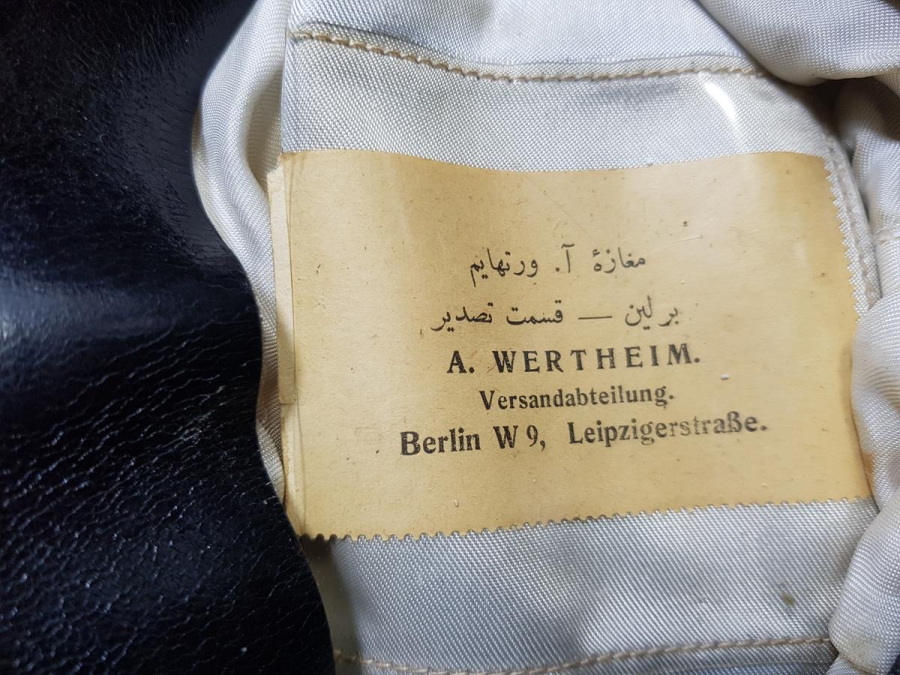 مغازهٔ آ. ورتهایم
برلین — قسمت تصدیر
A. WERTHEIM.
Versandabteilung.
Berlin W 9, Leipzigerstraße.